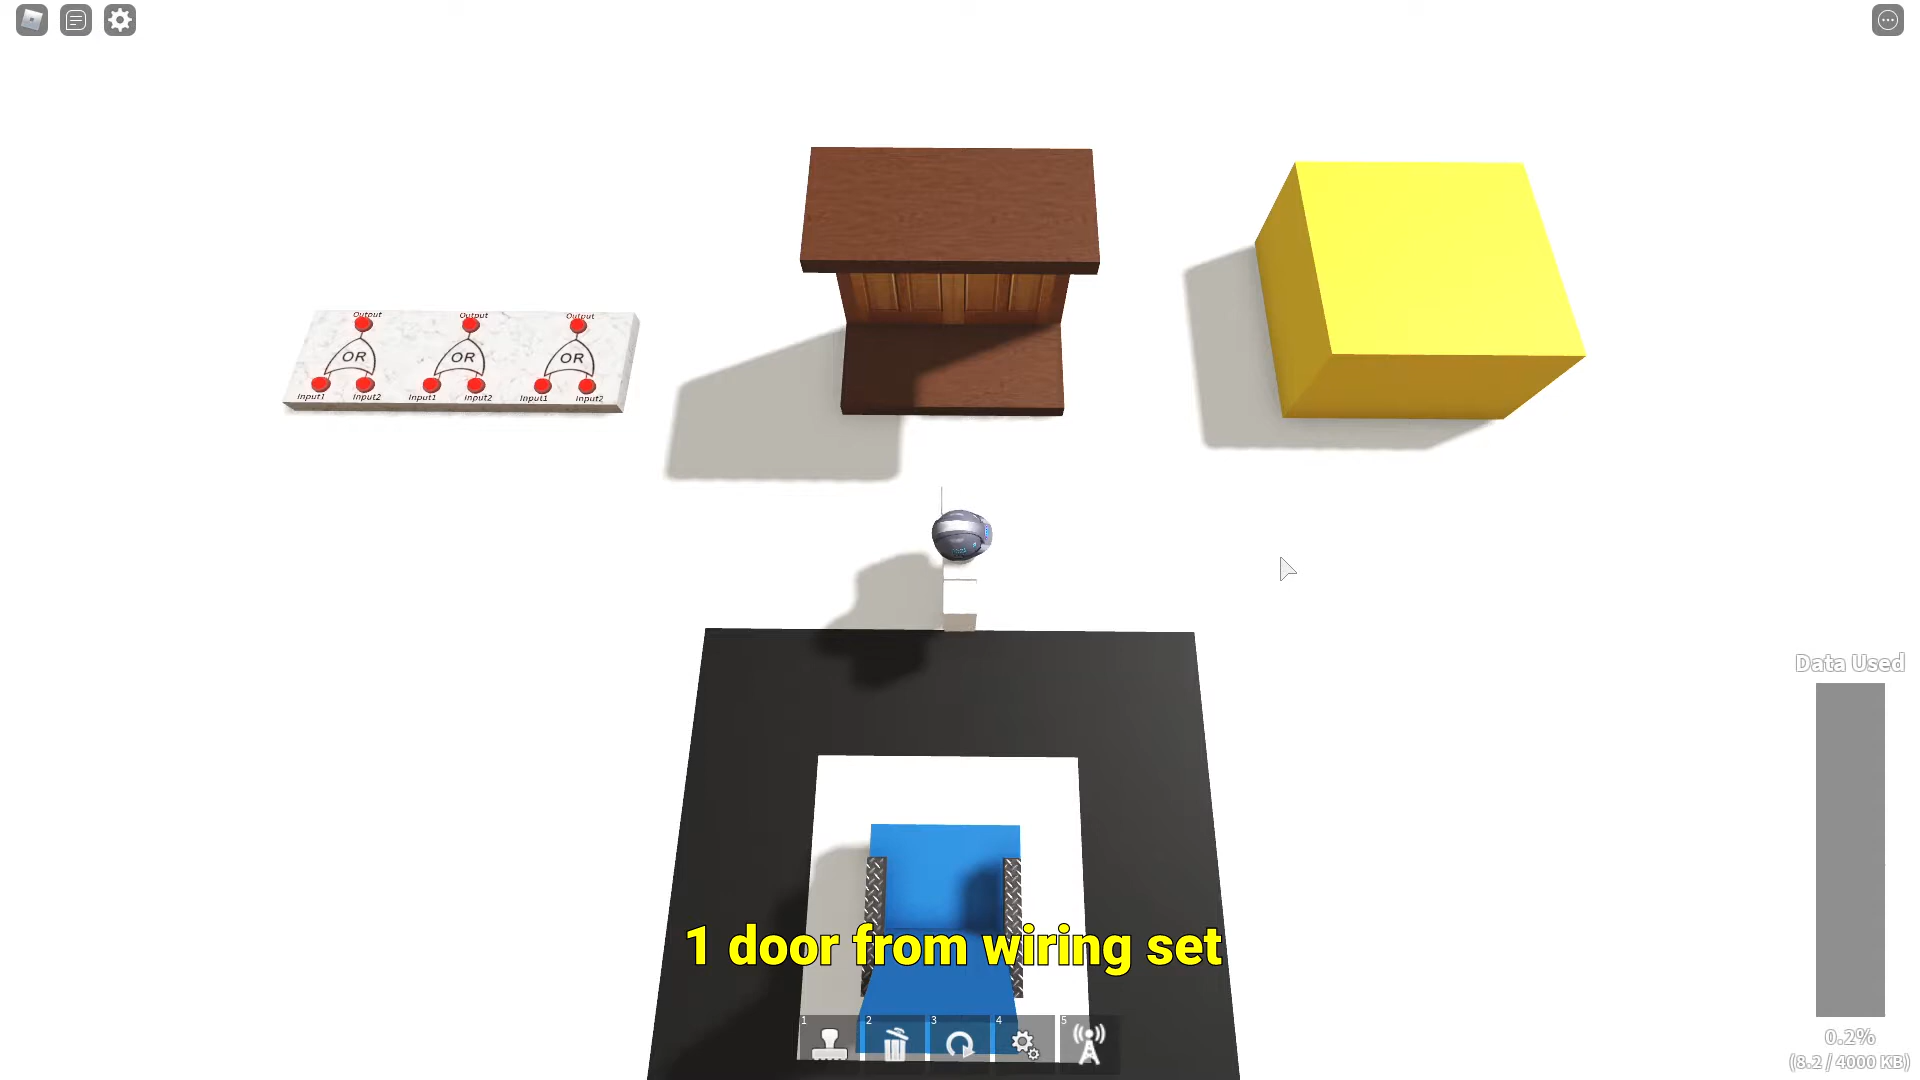 Output
Output
Output
OR
OR
OR
Input1
Input2
Input1
Input2
Input1
Input2
Data Used
1 door from wiring set
1
2
3
4
5
0.2%
(8.2 / 4000 KB)